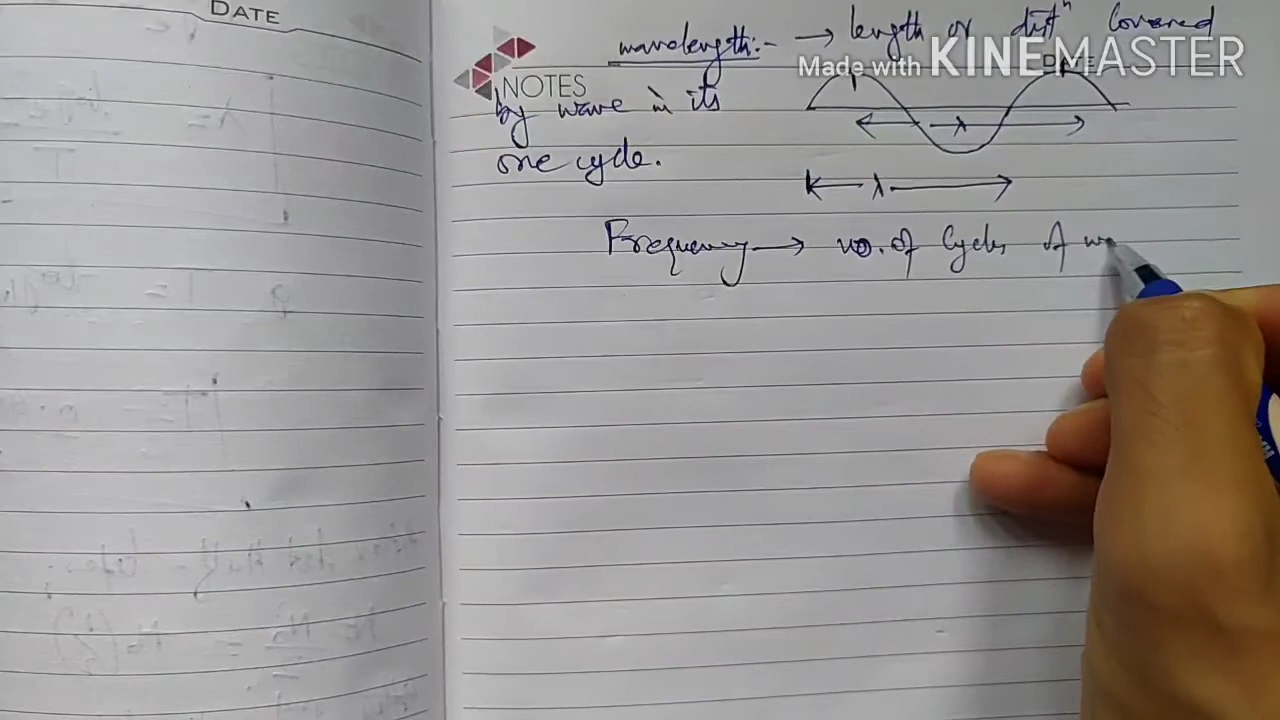 DATE
wavelength:- → length or distⁿ covered
Made with KINEMASTER
DATE
NOTES
by wave in its
one cycle.
λ
λ
Frequency → no. of Cycles of wa